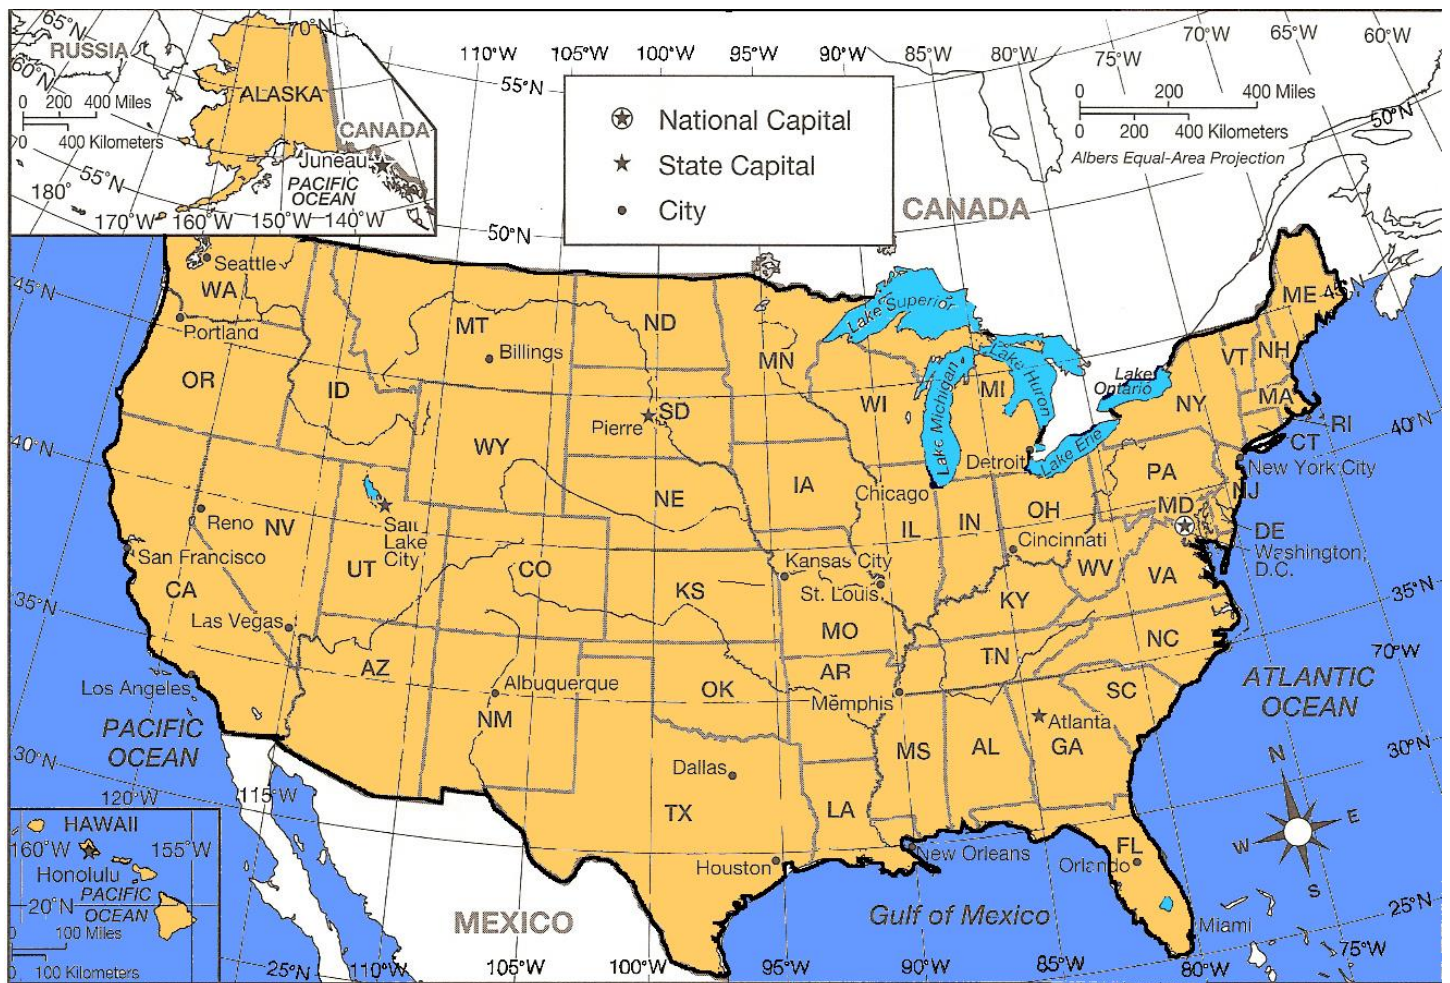 65°N
70°N
RUSSIA
60°N
ALASKA
0 200 400 Miles
0 400 Kilometers
CANADA
Juneau
PACIFIC
OCEAN
55°N
180°
170°W
160°W
150°W
140°W
110°W
105°W
100°W
95°W
90°W
85°W
80°W
75°W
70°W
65°W
60°W
55°N
50°N
National Capital
State Capital
City
0 200 400 Miles
0 200 400 Kilometers
Albers Equal-Area Projection
50°N
CANADA
45°N
Seattle
WA
Portland
MT
Billings
ND
MN
Lake Superior
ME
45°N
OR
ID
WY
Pierre
SD
WI
Lake Michigan
MI
Lake Huron
Lake
Ontario
Lake Erie
Detroit
VT
NH
NY
MA
RI
CT
40°N
New York City
40°N
Reno
NV
Salt
Lake
City
UT
NE
IA
Chicago
IL
IN
OH
Cincinnati
PA
NJ
MD
DE
Washington
D.C.
San Francisco
CA
CO
KS
Kansas City
St. Louis
MO
KY
WV
VA
35°N
35°N
Las Vegas
AZ
Albuquerque
NM
OK
AR
Memphis
TN
NC
SC
70°W
Los Angeles
PACIFIC
OCEAN
ATLANTIC
OCEAN
Dallas
TX
LA
MS
AL
Atlanta
GA
30°N
30°N
120°W
115°W
N
E
W
S
HAWAII
160°W
155°W
Honolulu
PACIFIC
OCEAN
20°N
0 100 Miles
0 100 Kilometers
Houston
New Orleans
FL
Orlando
Miami
MEXICO
Gulf of Mexico
25°N
25°N
110°W
105°W
100°W
95°W
90°W
85°W
80°W
75°W